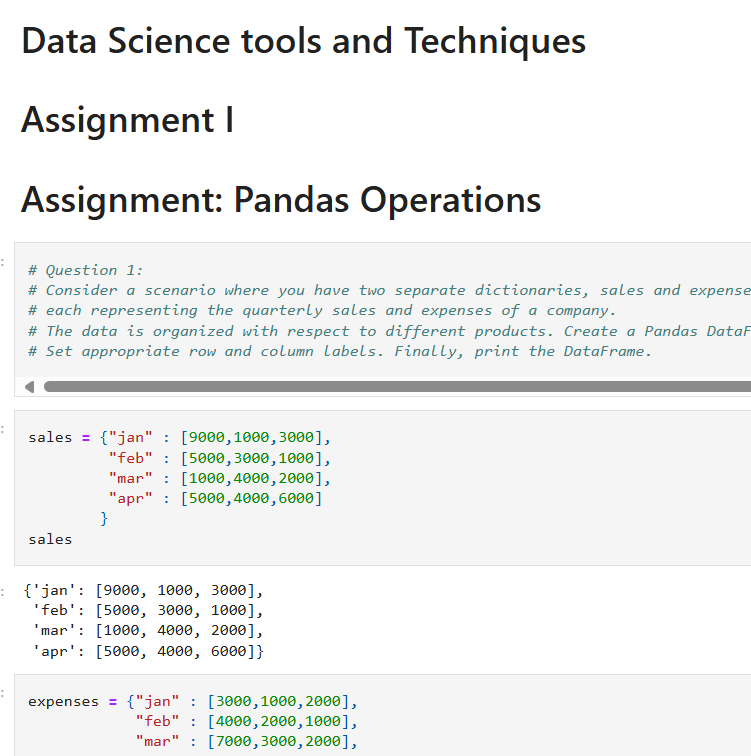 Data Science tools and Techniques
Assignment I
Assignment: Pandas Operations
# Question 1:
# Consider a scenario where you have two separate dictionaries, sales and expense
# each representing the quarterly sales and expenses of a company.
# The data is organized with respect to different products. Create a Pandas DataF
# Set appropriate row and column labels. Finally, print the DataFrame.
sales = {"jan" : [9000,1000,3000],
"feb" : [5000,3000,1000],
"mar" : [1000,4000,2000],
"apr" : [5000,4000,6000]
}
sales
{'jan': [9000, 1000, 3000],
'feb': [5000, 3000, 1000],
'mar': [1000, 4000, 2000],
'apr': [5000, 4000, 6000]}
expenses = {"jan" : [3000,1000,2000],
"feb" : [4000,2000,1000],
"mar" : [7000,3000,2000],